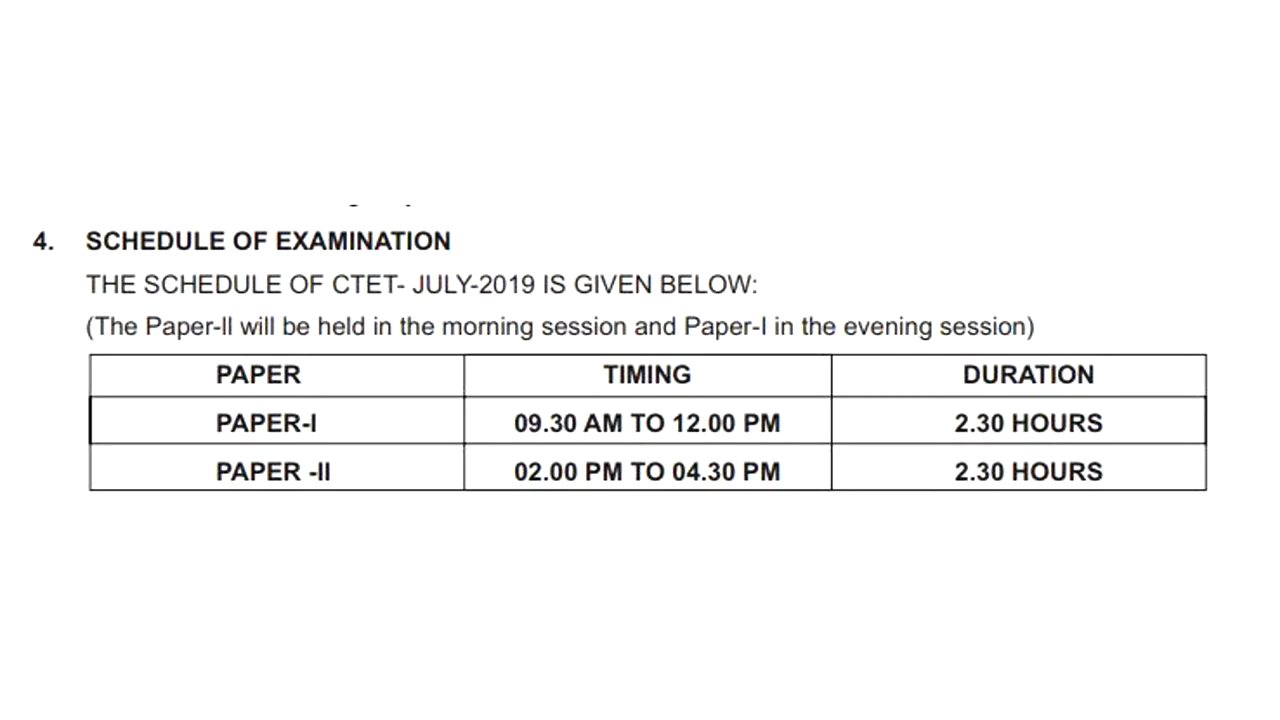 4. SCHEDULE OF EXAMINATION
THE SCHEDULE OF CTET- JULY-2019 IS GIVEN BELOW:
(The Paper-II will be held in the morning session and Paper-I in the evening session)
PAPER TIMING DURATION
PAPER-I 09.30 AM TO 12.00 PM 2.30 HOURS
PAPER -II 02.00 PM TO 04.30 PM 2.30 HOURS